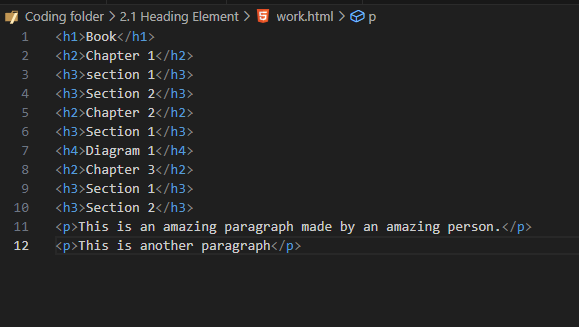 Coding folder > 2.1 Heading Element > work.html > p
1 <h1>Book</h1>
2 <h2>Chapter 1</h2>
3 <h3>section 1</h3>
4 <h3>Section 2</h3>
5 <h2>Chapter 2</h2>
6 <h3>Section 1</h3>
7 <h4>Diagram 1</h4>
8 <h2>Chapter 3</h2>
9 <h3>Section 1</h3>
10 <h3>Section 2</h3>
11 <p>This is an amazing paragraph made by an amazing person.</p>
12 <p>This is another paragraph</p>